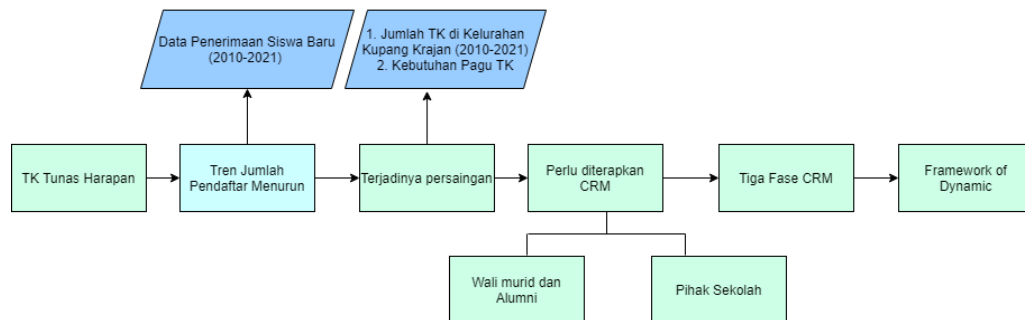 Data Penerimaan Siswa Baru
(2010-2021)
1. Jumlah TK di Kelurahan
Kupang Krajan (2010-2021)
2. Kebutuhan Pagu TK
TK Tunas Harapan
Tren Jumlah
Pendaftar Menurun
Terjadinya persaingan
Perlu diterapkan
CRM
Tiga Fase CRM
Framework of
Dynamic
Wali murid dan
Alumni
Pihak Sekolah